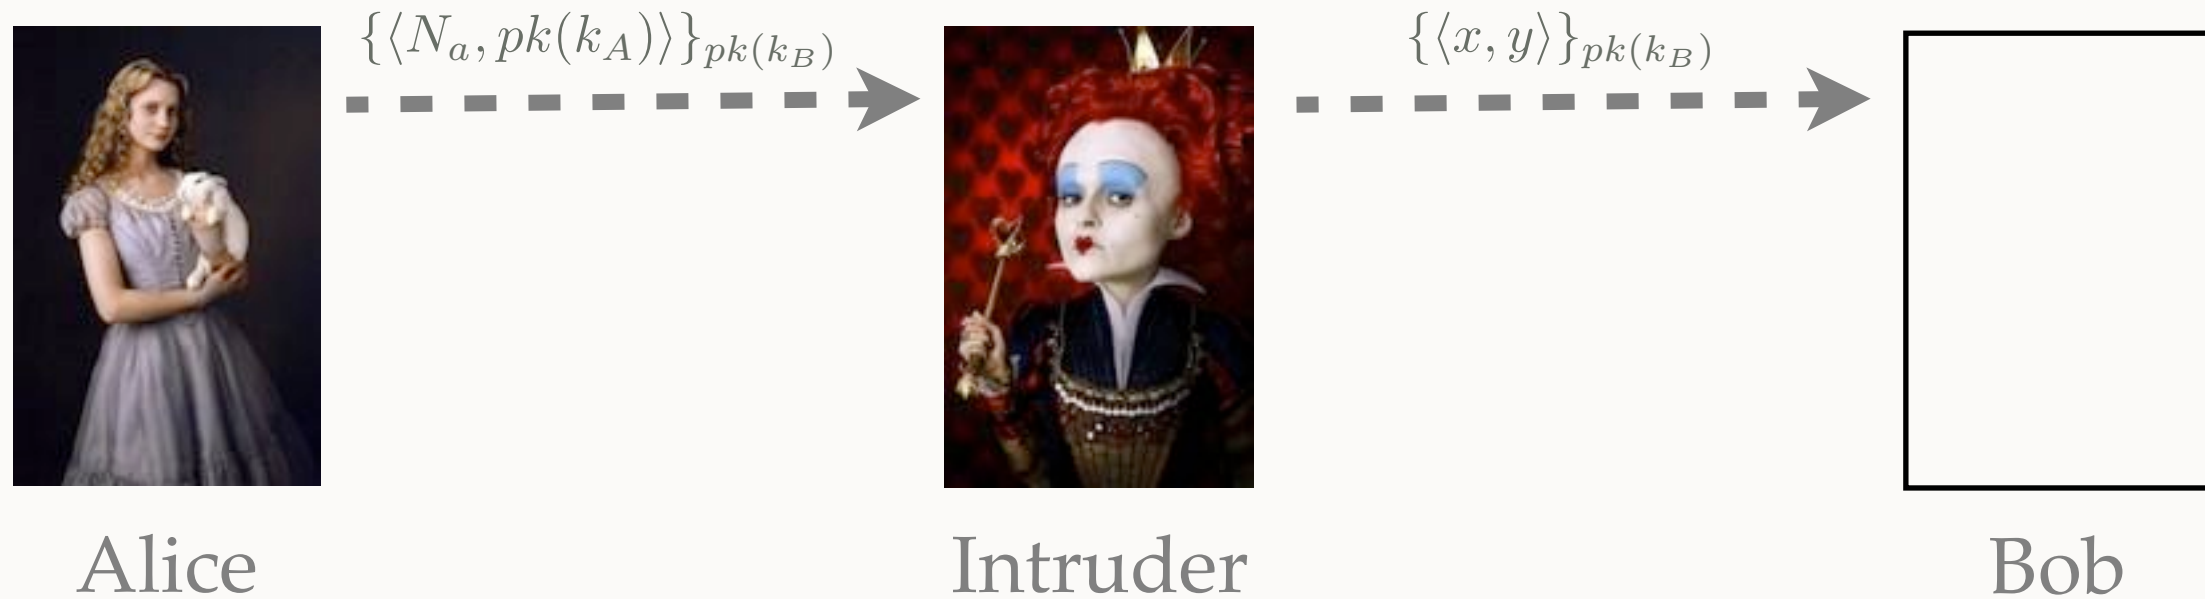 {⟨N_a, pk(k_A)⟩}_{pk(k_B)}
{⟨x, y⟩}_{pk(k_B)}
Alice
Intruder
Bob